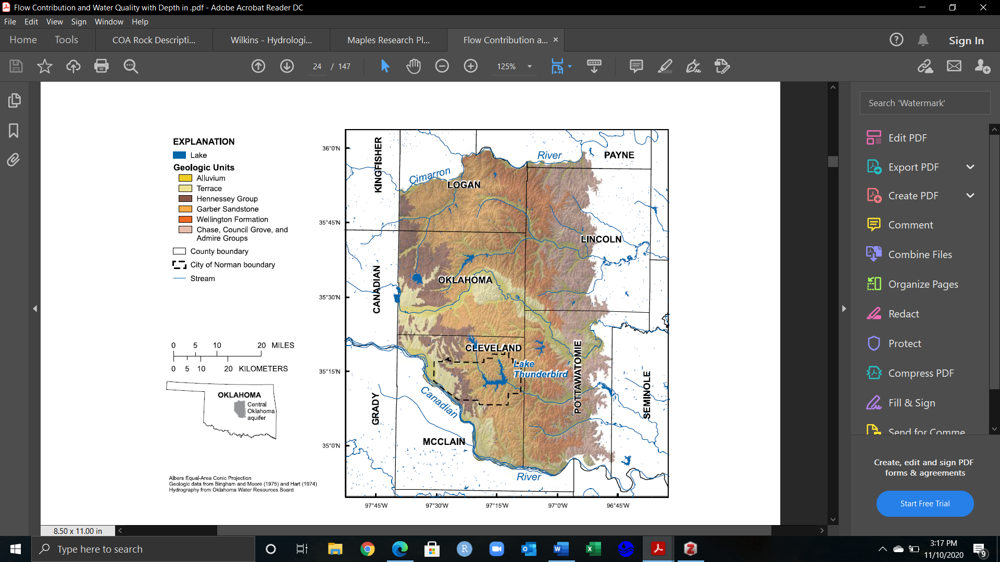 Flow Contribution and Water Quality with Depth in .pdf - Adobe Acrobat Reader DC
File Edit View Sign Window Help
Home Tools COA Rock Descripti... Wilkins - Hydrologi... Maples Research Pl... Flow Contribution a... Sign In
24 / 147 125%
Search 'Watermark'
Edit PDF
Export PDF
Create PDF
Comment
Combine Files
Organize Pages
Redact
Protect
Compress PDF
Fill & Sign
Send for Comme
Create, edit and sign PDF
forms & agreements
Start Free Trial
EXPLANATION
Lake
Geologic Units
Alluvium
Terrace
Hennessey Group
Garber Sandstone
Wellington Formation
Chase, Council Grove, and
Admire Groups
County boundary
City of Norman boundary
Stream
0 5 10 20 MILES
0 5 10 20 KILOMETERS
OKLAHOMA
Central
Oklahoma
aquifer
Albers Equal-Area Conic Projection
Geologic data from Bingham and Moore (1975) and Hart (1974)
Hydrography from Oklahoma Water Resources Board
36°0'N
35°45'N
35°30'N
35°15'N
35°0'N
97°45'W 97°30'W 97°15'W 97°0'W 96°45'W
KINGFISHER
Cimarron
River
PAYNE
LOGAN
LINCOLN
CANADIAN
OKLAHOMA
CLEVELAND
Lake
Thunderbird
POTTAWATOMIE
SEMINOLE
GRADY
Canadian
MCCLAIN
River
8.50 x 11.00 in
Type here to search
3:17 PM
11/10/2020
9